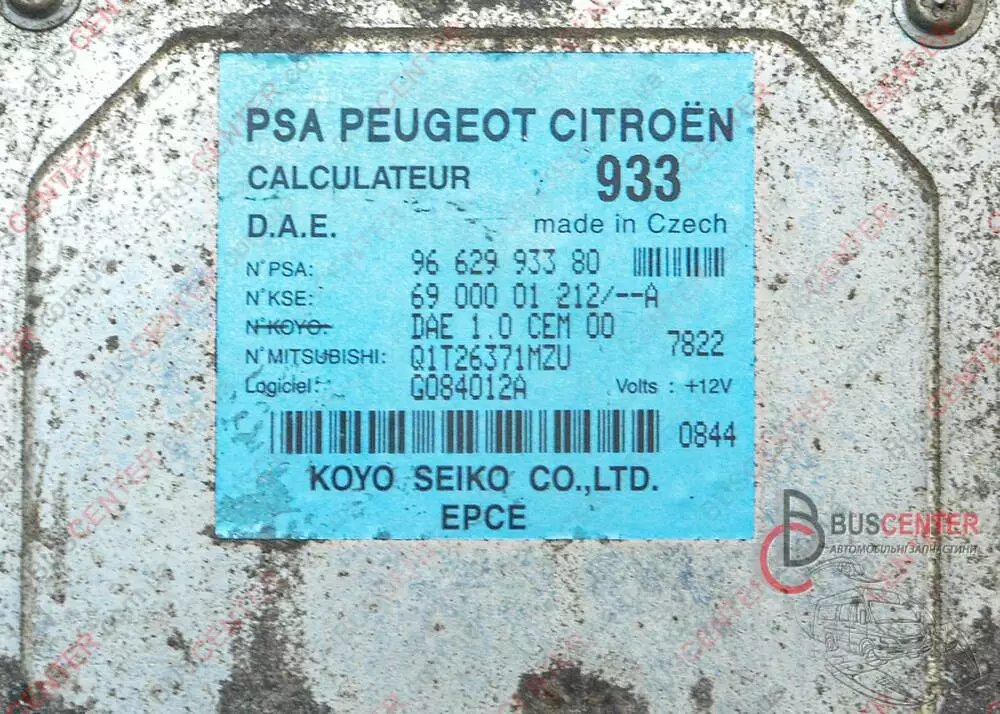 PSA PEUGEOT CITROËN
CALCULATEUR 933
D.A.E. made in Czech
N° PSA: 96 629 933 80
N° KSE: 69 000 01 212/--A
N° KOYO: DAE 1.0 CEM 00
7822
N° MITSUBISHI: Q1T26371MZU
Logiciel: G084012A Volts : +12V
0844
KOYO SEIKO CO.,LTD.
EPCE
BUSCENTER
АВТОМОБІЛЬНІ ЗАПЧАСТИНИ